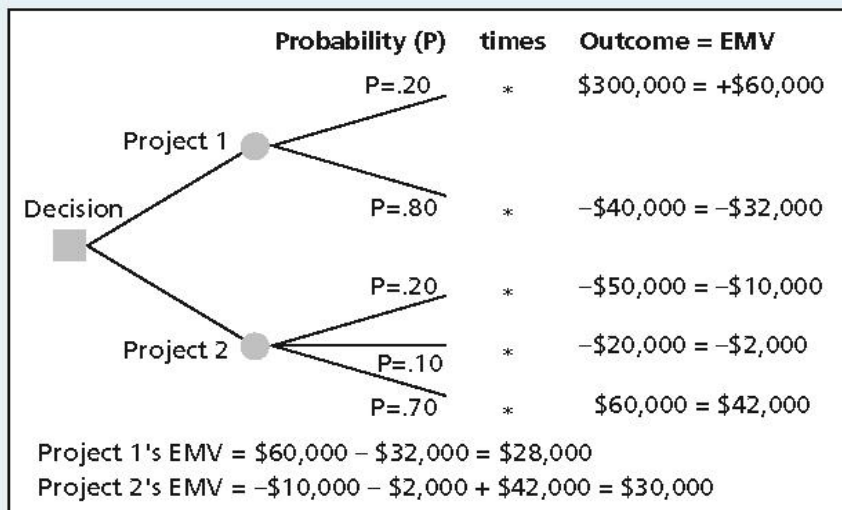 Probability (P) times Outcome = EMV
P=.20 * $300,000 = +$60,000
Project 1
P=.80 * –$40,000 = –$32,000
Decision
P=.20 * –$50,000 = –$10,000
Project 2
P=.10 * –$20,000 = –$2,000
P=.70 * $60,000 = $42,000
Project 1's EMV = $60,000 – $32,000 = $28,000
Project 2's EMV = –$10,000 – $2,000 + $42,000 = $30,000